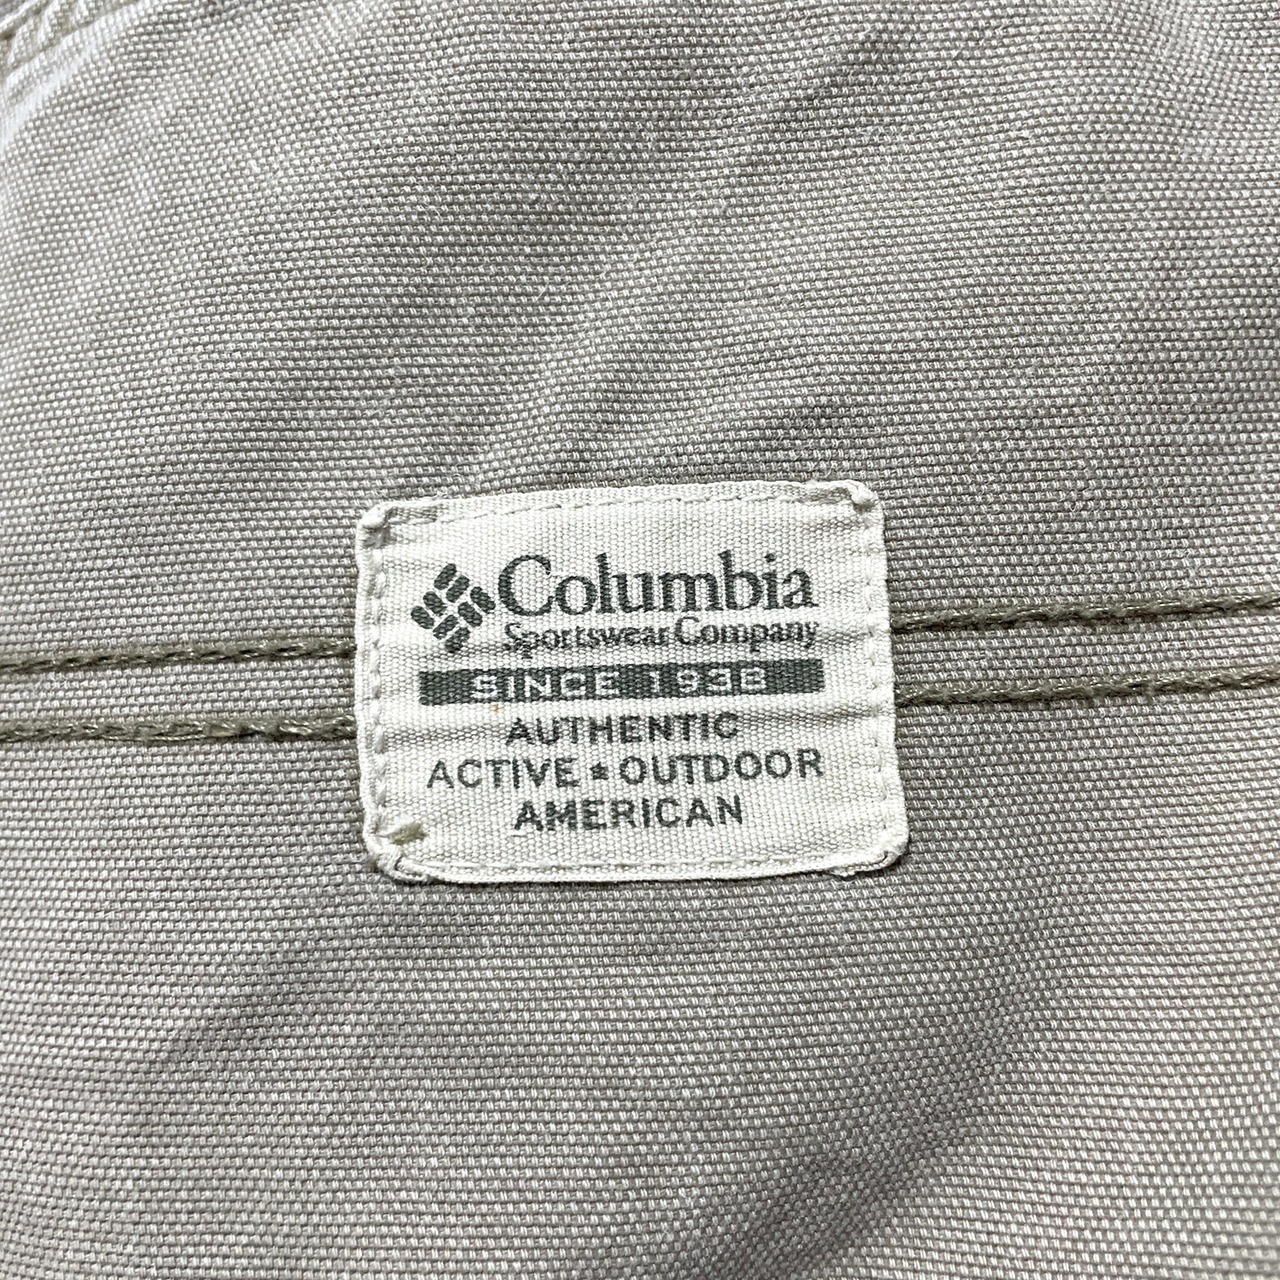 Columbia
Sportswear Company
SINCE 1938
AUTHENTIC
ACTIVE ★ OUTDOOR
AMERICAN